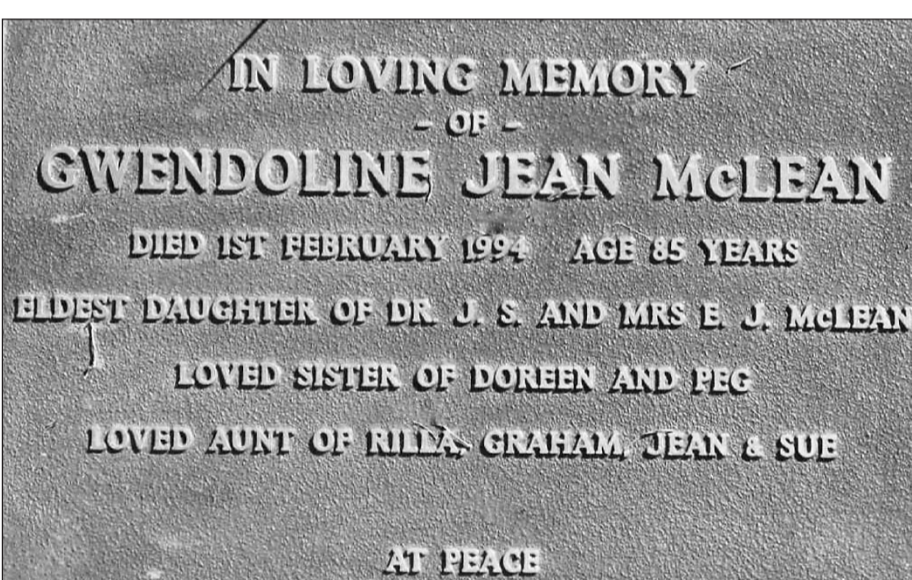 IN LOVING MEMORY
- OF -
GWENDOLINE JEAN McLEAN
DIED 1ST FEBRUARY 1994 AGE 85 YEARS
ELDEST DAUGHTER OF DR. J. S. AND MRS E. J. McLEAN
LOVED SISTER OF DOREEN AND PEG
LOVED AUNT OF RILLA, GRAHAM, JEAN & SUE
AT PEACE